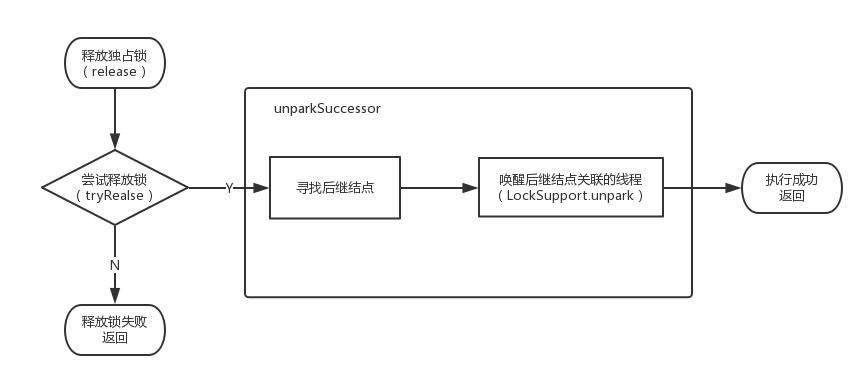 释放独占锁
（release）
尝试释放锁
（tryRealse）
Y
N
释放锁失败
返回
unparkSuccessor
寻找后继结点
唤醒后继结点关联的线程
（LockSupport.unpark）
执行成功
返回